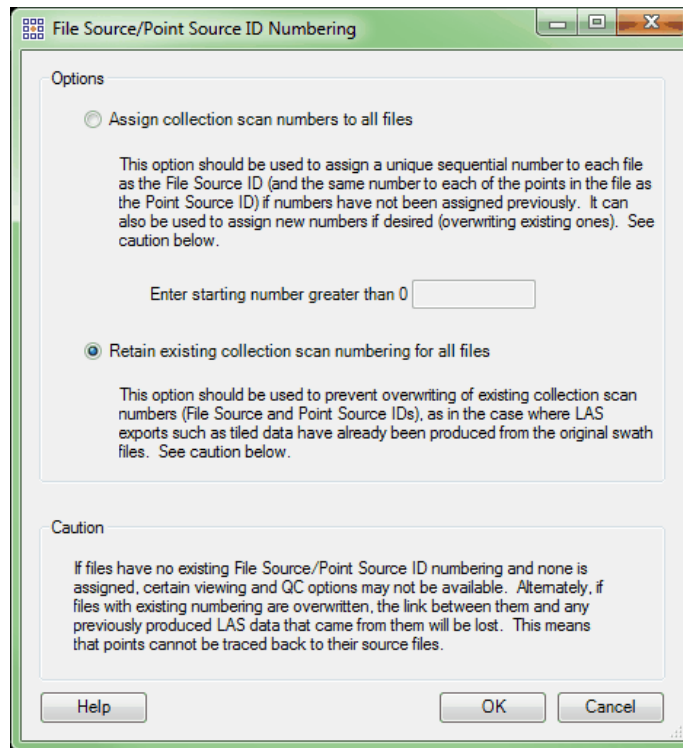 File Source/Point Source ID Numbering
Options
Assign collection scan numbers to all files
This option should be used to assign a unique sequential number to each file
as the File Source ID (and the same number to each of the points in the file as
the Point Source ID) if numbers have not been assigned previously. It can
also be used to assign new numbers if desired (overwriting existing ones). See
caution below.
Enter starting number greater than 0
Retain existing collection scan numbering for all files
This option should be used to prevent overwriting of existing collection scan
numbers (File Source and Point Source IDs), as in the case where LAS
exports such as tiled data have already been produced from the original swath
files. See caution below.
Caution
If files have no existing File Source/Point Source ID numbering and none is
assigned, certain viewing and QC options may not be available. Alternately, if
files with existing numbering are overwritten, the link between them and any
previously produced LAS data that came from them will be lost. This means
that points cannot be traced back to their source files.
Help OK Cancel